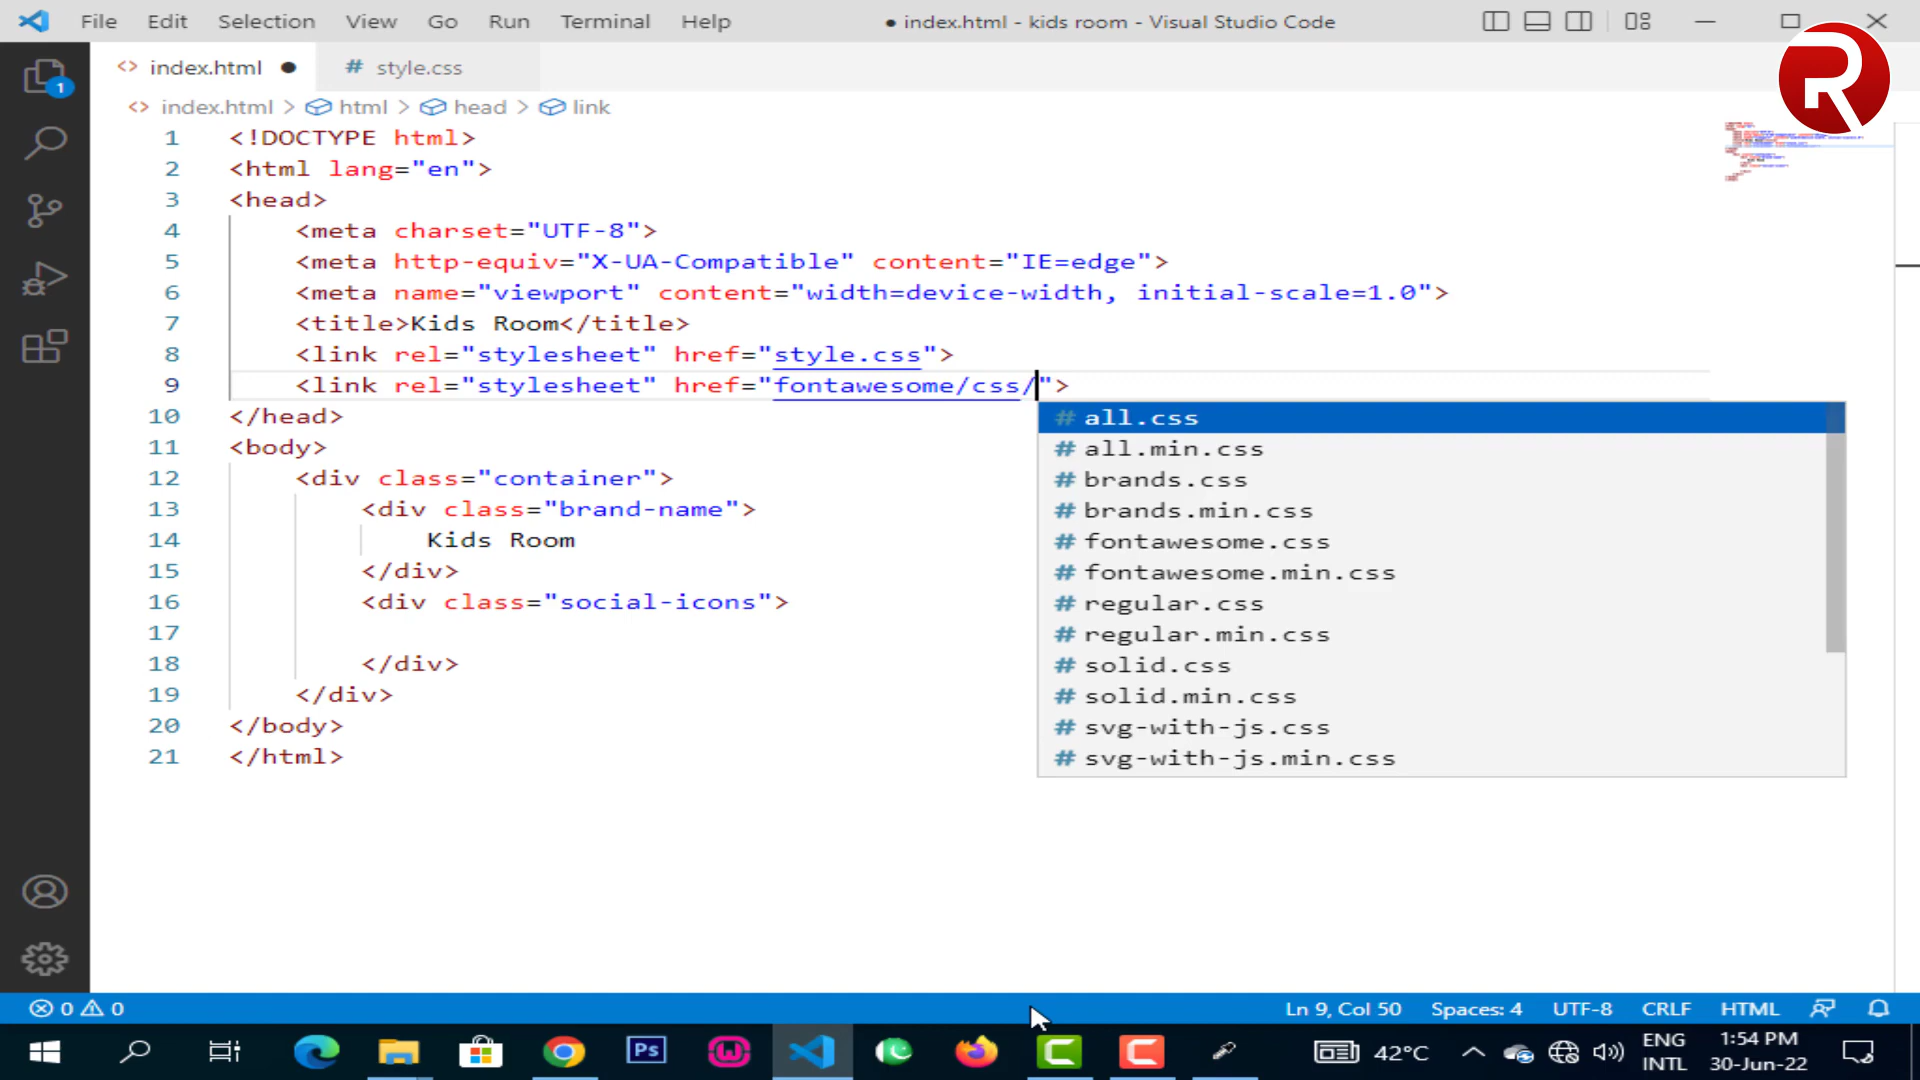 File Edit Selection View Go Run Terminal Help
● index.html - kids room - Visual Studio Code
R
<> index.html ● # style.css
1
<> index.html > html > head > link
1 <!DOCTYPE html>
2 <html lang="en">
3 <head>
4 <meta charset="UTF-8">
5 <meta http-equiv="X-UA-Compatible" content="IE=edge">
6 <meta name="viewport" content="width=device-width, initial-scale=1.0">
7 <title>Kids Room</title>
8 <link rel="stylesheet" href="style.css">
9 <link rel="stylesheet" href="fontawesome/css/">
10 </head>
# all.css
11 <body>
# all.min.css
12 <div class="container">
# brands.css
13 <div class="brand-name">
# brands.min.css
14 Kids Room
# fontawesome.css
15 </div>
# fontawesome.min.css
16 <div class="social-icons">
# regular.css
17
# regular.min.css
18 </div>
# solid.css
19 </div>
# solid.min.css
20 </body>
# svg-with-js.css
21 </html>
# svg-with-js.min.css
0 0 Ln 9, Col 50 Spaces: 4 UTF-8 CRLF HTML
Ps
42°C
ENG
INTL
1:54 PM
30-Jun-22